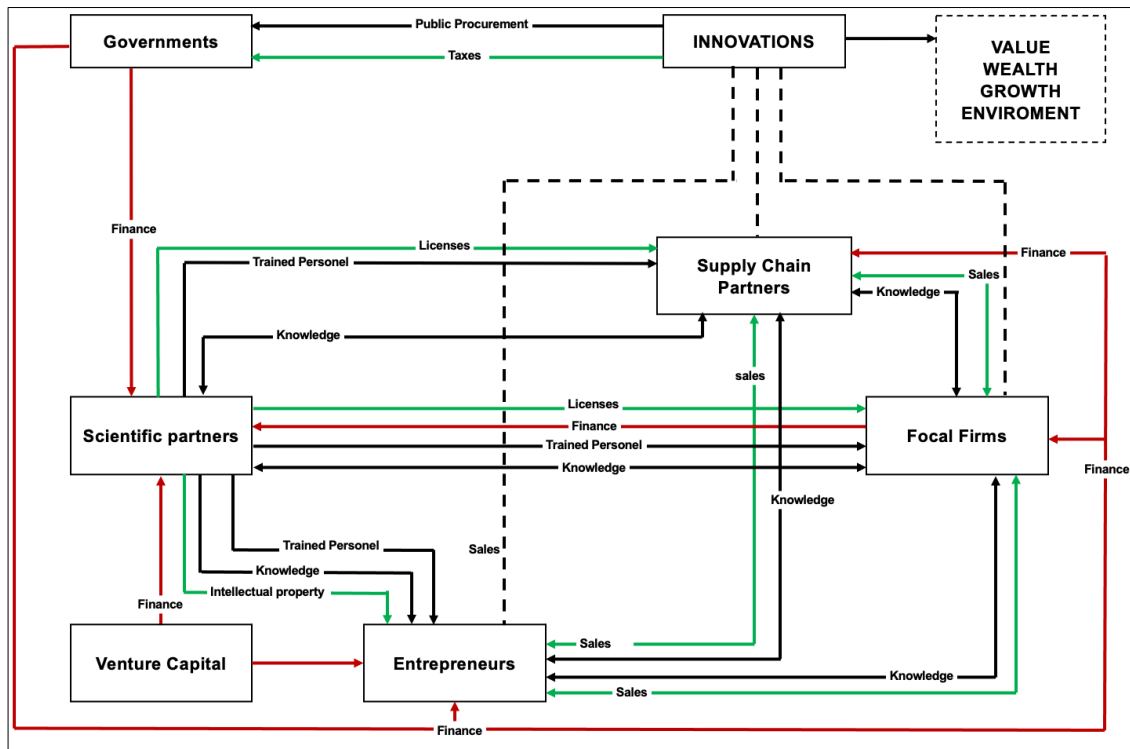 Public Procurement
Governments
INNOVATIONS
Taxes
VALUE
WEALTH
GROWTH
ENVIROMENT
Finance
Licenses
Trained Personel
Supply Chain
Partners
Finance
Sales
Knowledge
Knowledge
sales
Licenses
Scientific partners
Finance
Focal Firms
Trained Personel
Knowledge
Finance
Knowledge
Trained Personel
Sales
Knowledge
Intellectual property
Finance
Venture Capital
Entrepreneurs
Sales
Knowledge
Sales
Finance